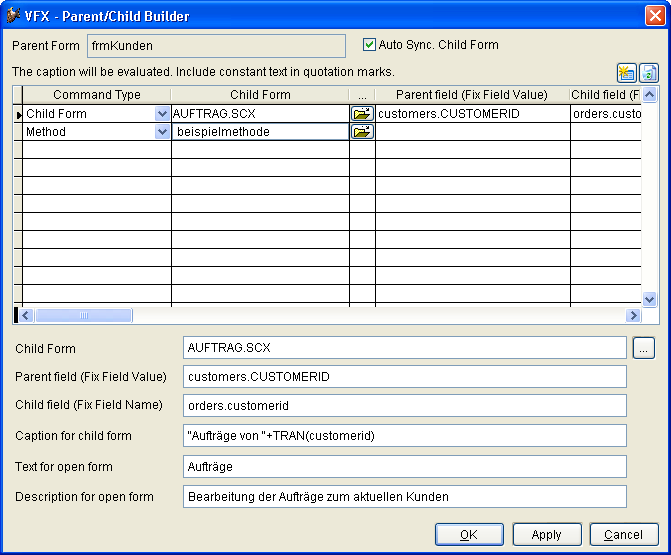 VFX - Parent/Child Builder
Parent Form frmKunden Auto Sync. Child Form
The caption will be evaluated. Include constant text in quotation marks.
Command Type Child Form ... Parent field (Fix Field Value) Child field (F
Child Form AUFTRAG.SCX customers.CUSTOMERID orders.custo
Method beispielmethode
Child Form AUFTRAG.SCX ...
Parent field (Fix Field Value) customers.CUSTOMERID
Child field (Fix Field Name) orders.customerid
Caption for child form "Aufträge von "+TRAN(customerid)
Text for open form Aufträge
Description for open form Bearbeitung der Aufträge zum aktuellen Kunden
OK Apply Cancel